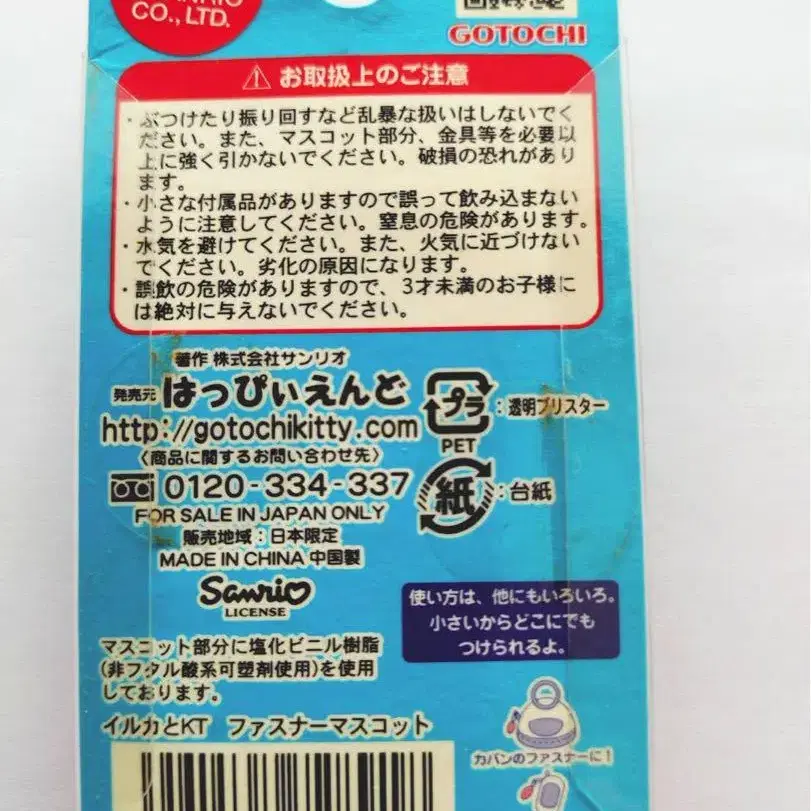 CO., LTD.
GOTOCHI
お取扱上のご注意
・ぶつけたり振り回すなど乱暴な扱いはしないでく
ださい。また、マスコット部分、金具等を必要以
上に強く引かないでください。破損の恐れがあり
ます。
・小さな付属品がありますので誤って飲み込まない
ように注意してください。窒息の危険があります。
・水気を避けてください。また、火気に近づけない
でください。劣化の原因になります。
・誤飲の危険がありますので、3才未満のお子様に
は絶対に与えないでください。
著作 株式会社サンリオ
発売元 はっぴぃえんど
http://gotochikitty.com
〈商品に関するお問い合わせ先〉
0120-334-337
FOR SALE IN JAPAN ONLY
販売地域：日本限定
MADE IN CHINA 中国製
Sanrio
LICENSE
プラ：透明ブリスター
PET
紙：台紙
使い方は、他にもいろいろ。
小さいからどこにでも
つけられるよ。
マスコット部分に塩化ビニル樹脂
(非フタル酸系可塑剤使用)を使用
しております。
イルカとKT ファスナーマスコット
カバンのファスナーに！